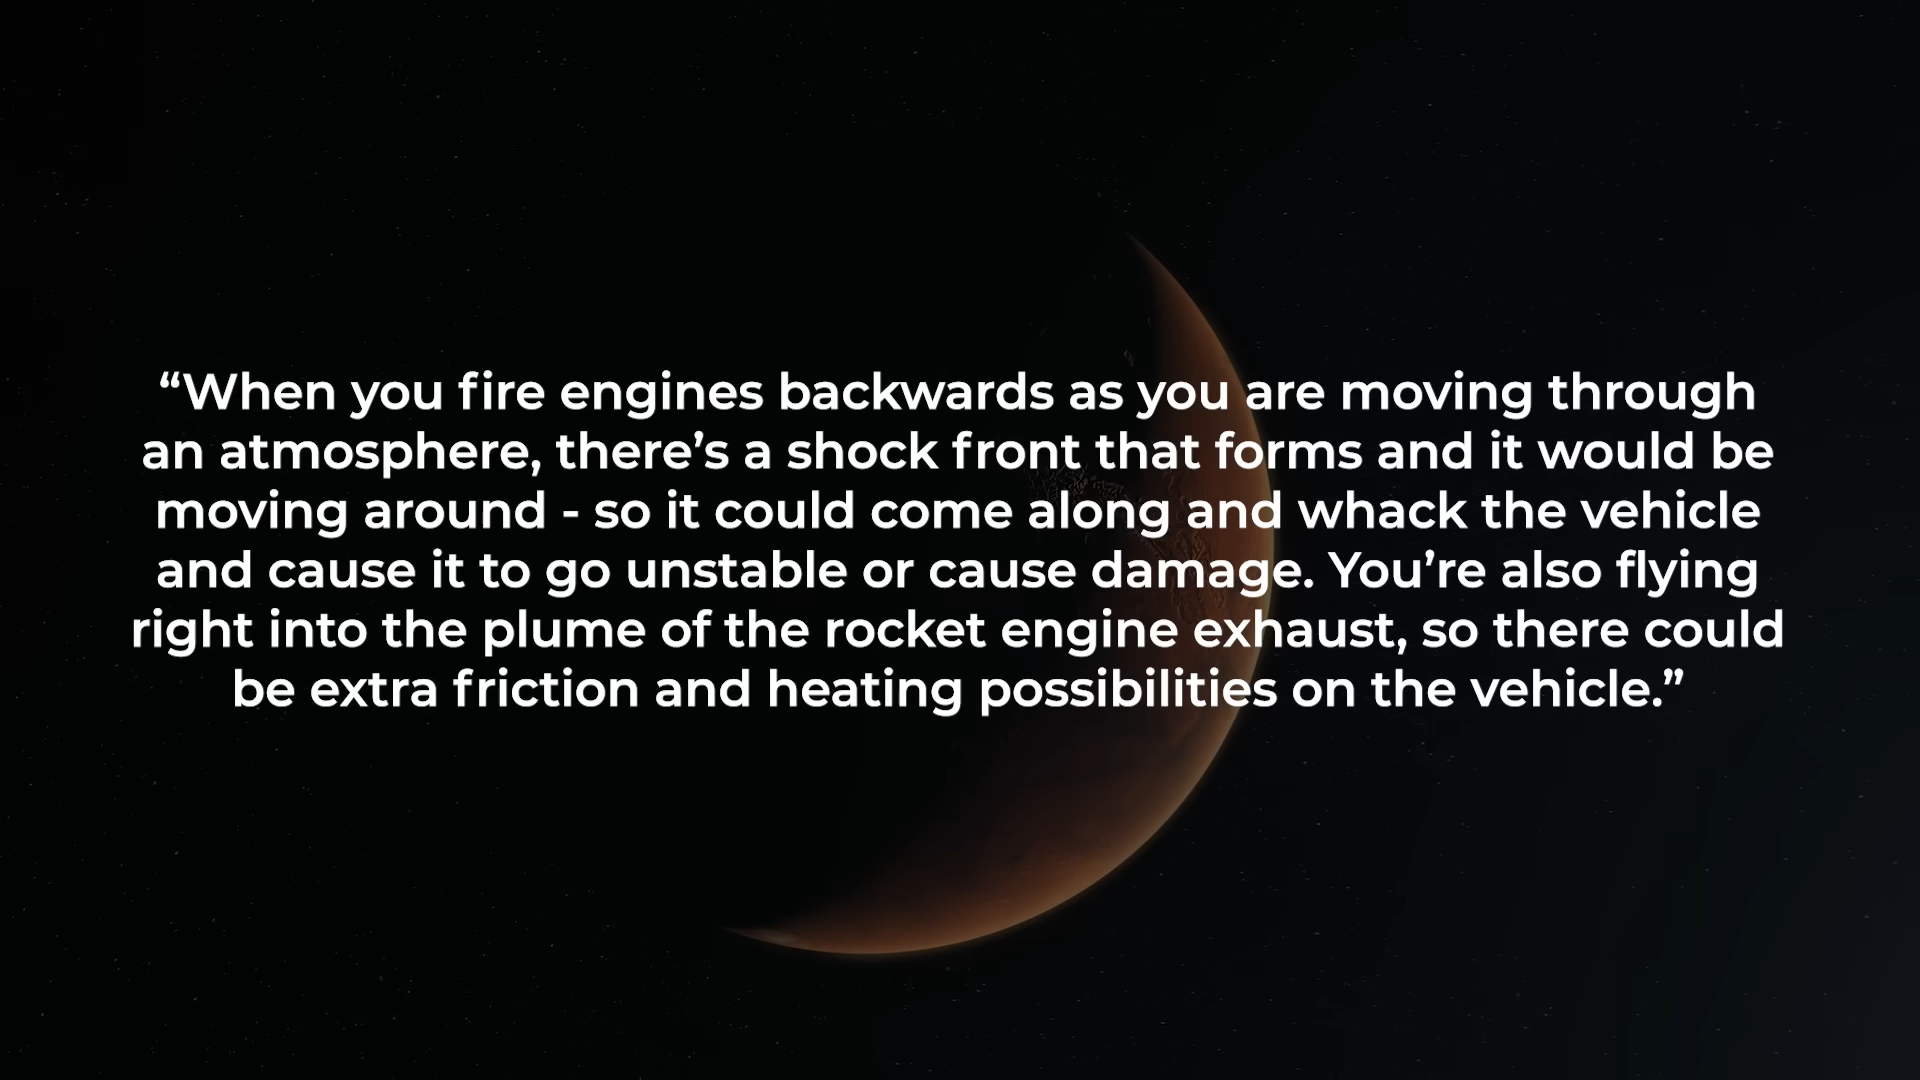 “When you fire engines backwards as you are moving through
an atmosphere, there’s a shock front that forms and it would be
moving around - so it could come along and whack the vehicle
and cause it to go unstable or cause damage. You’re also flying
right into the plume of the rocket engine exhaust, so there could
be extra friction and heating possibilities on the vehicle.”